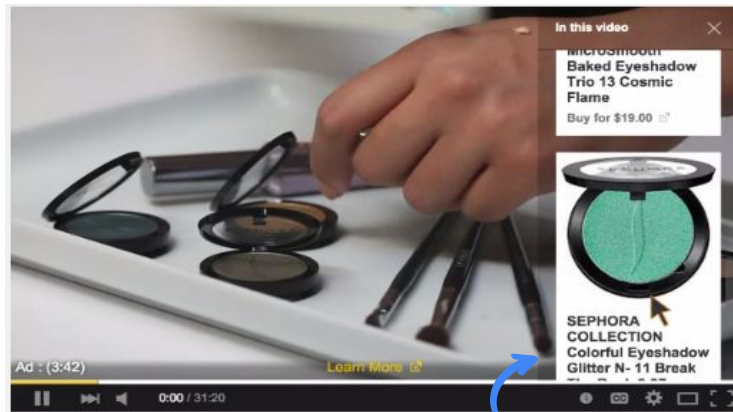 In this video
MicroSmooth
Baked Eyeshadow
Trio 13 Cosmic
Flame
Buy for $19.00
SEPHORA
COLLECTION
Colorful Eyeshadow
Glitter N- 11 Break
Ad : (3:42)
Learn More
0:00 / 31:20
CC